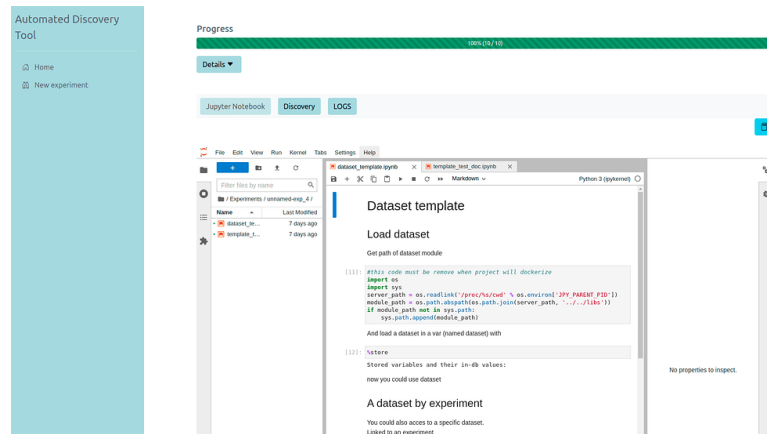 Automated Discovery
Tool
Home
New experiment
Progress
100% (10 / 10)
Details
Jupyter Notebook Discovery LOGS
File Edit View Run Kernel Tabs Settings Help
dataset_template.ipynb template_test_doc.ipynb
Filter files by name
Markdown
Python 3 (ipykernel)
/ Experiments / unnamed-exp_4 /
Name Last Modified
dataset_te... 7 days ago
template_t... 7 days ago
Dataset template
Load dataset
Get path of dataset module
[11]: #this code must be remove when project will dockerize
import os
import sys
server_path = os.readlink('/proc/%s/cwd' % os.environ['JPY_PARENT_PID'])
module_path = os.path.abspath(os.path.join(server_path, '../../libs'))
if module_path not in sys.path:
sys.path.append(module_path)
And load a dataset in a var (named dataset) with
[12]: %store
Stored variables and their in-db values:
now you could use dataset
No properties to inspect.
A dataset by experiment
You could also acces to a specific dataset.
Linked to an experiment